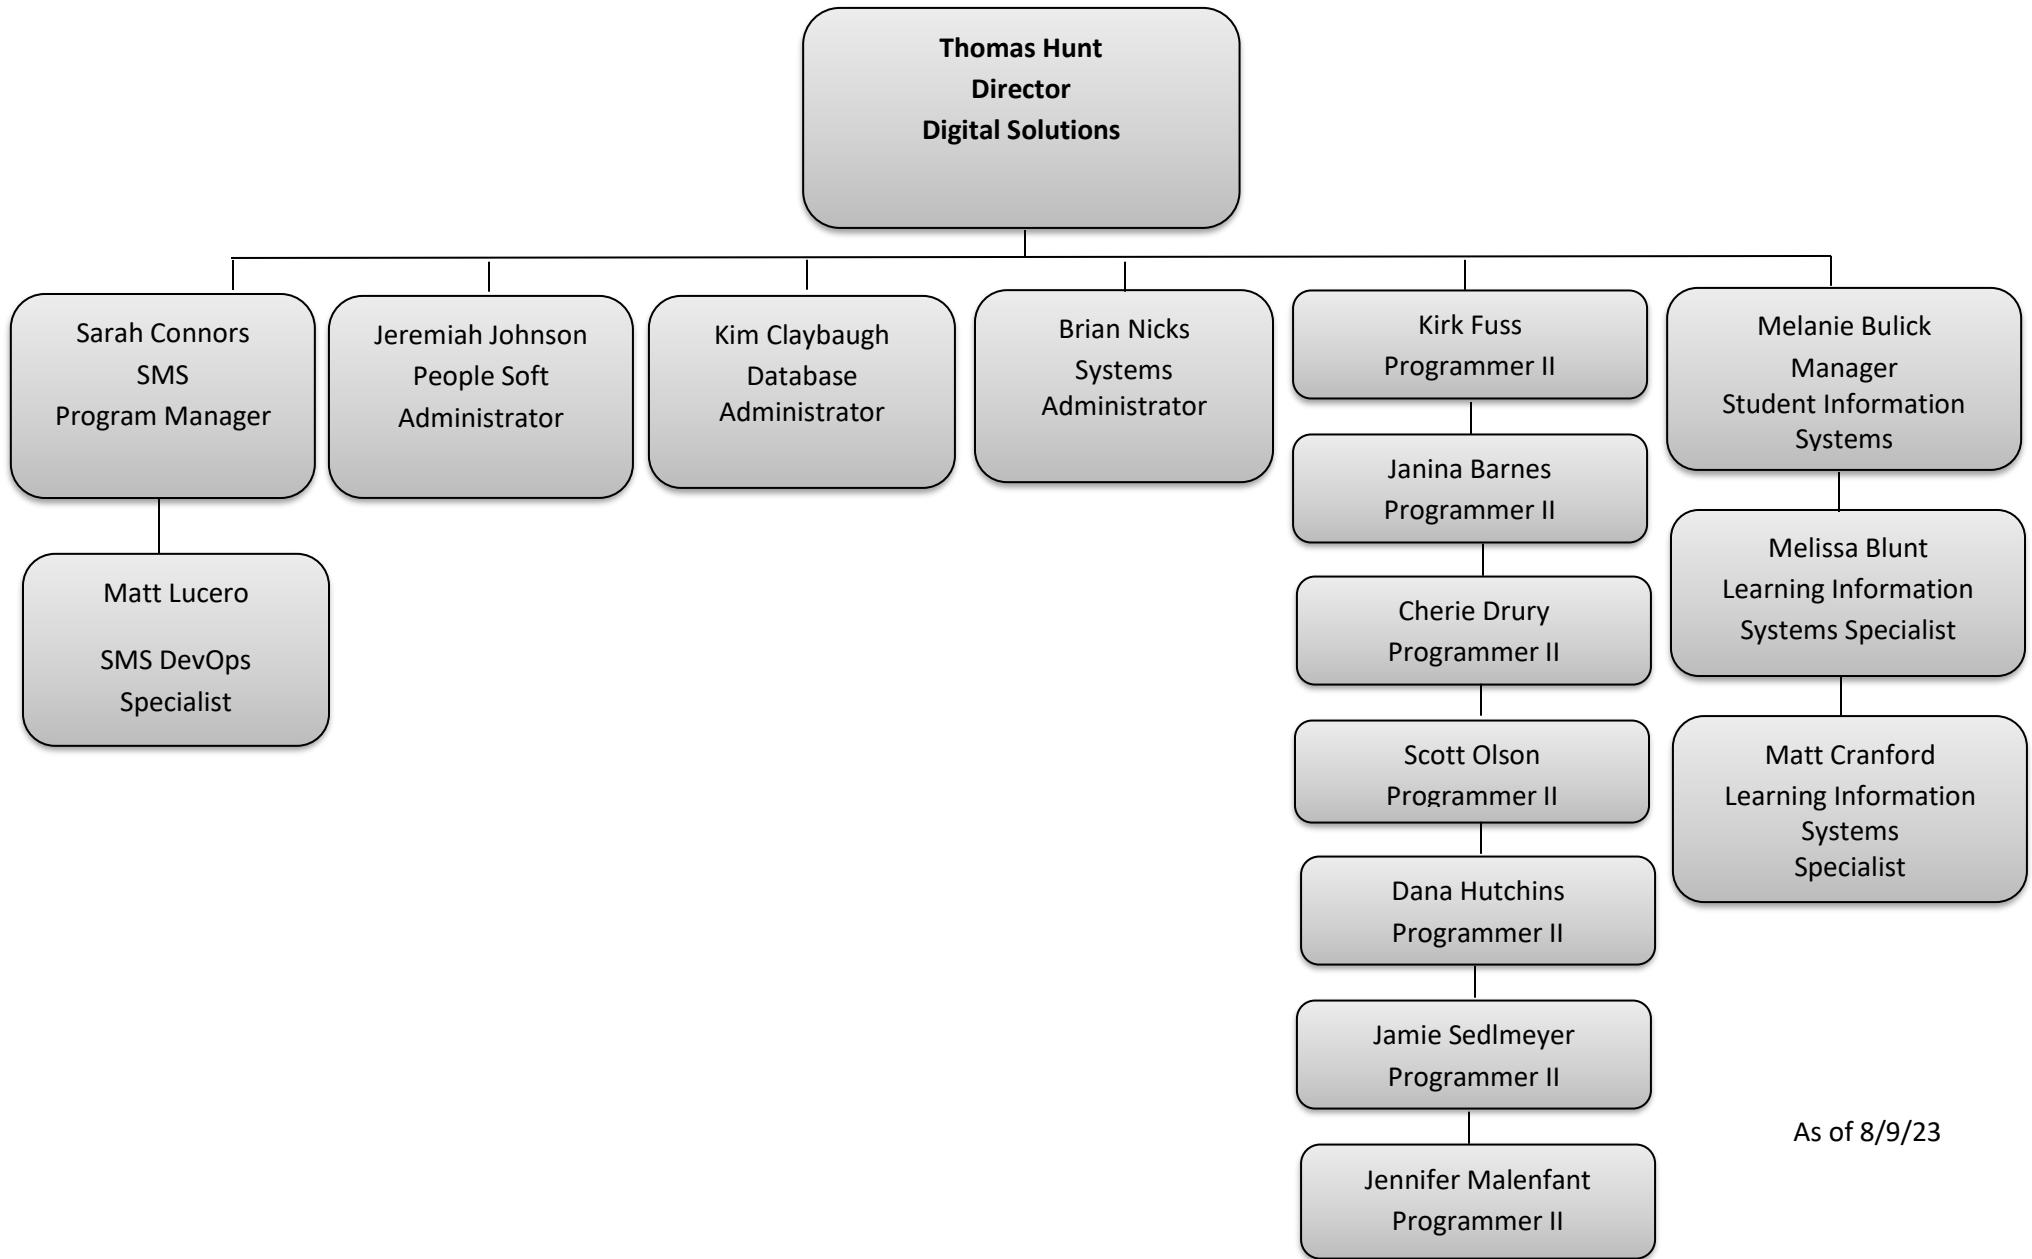 Thomas Hunt
Director
Digital Solutions
Sarah Connors
SMS
Program Manager
Jeremiah Johnson
People Soft
Administrator
Kim Claybaugh
Database
Administrator
Brian Nicks
Systems
Administrator
Kirk Fuss
Programmer II
Melanie Bulick
Manager
Student Information
Systems
Janina Barnes
Programmer II
Melissa Blunt
Learning Information
Systems Specialist
Matt Lucero
SMS DevOps
Specialist
Cherie Drury
Programmer II
Scott Olson
Programmer II
Matt Cranford
Learning Information
Systems
Specialist
Dana Hutchins
Programmer II
Jamie Sedlmeyer
Programmer II
As of 8/9/23
Jennifer Malenfant
Programmer II